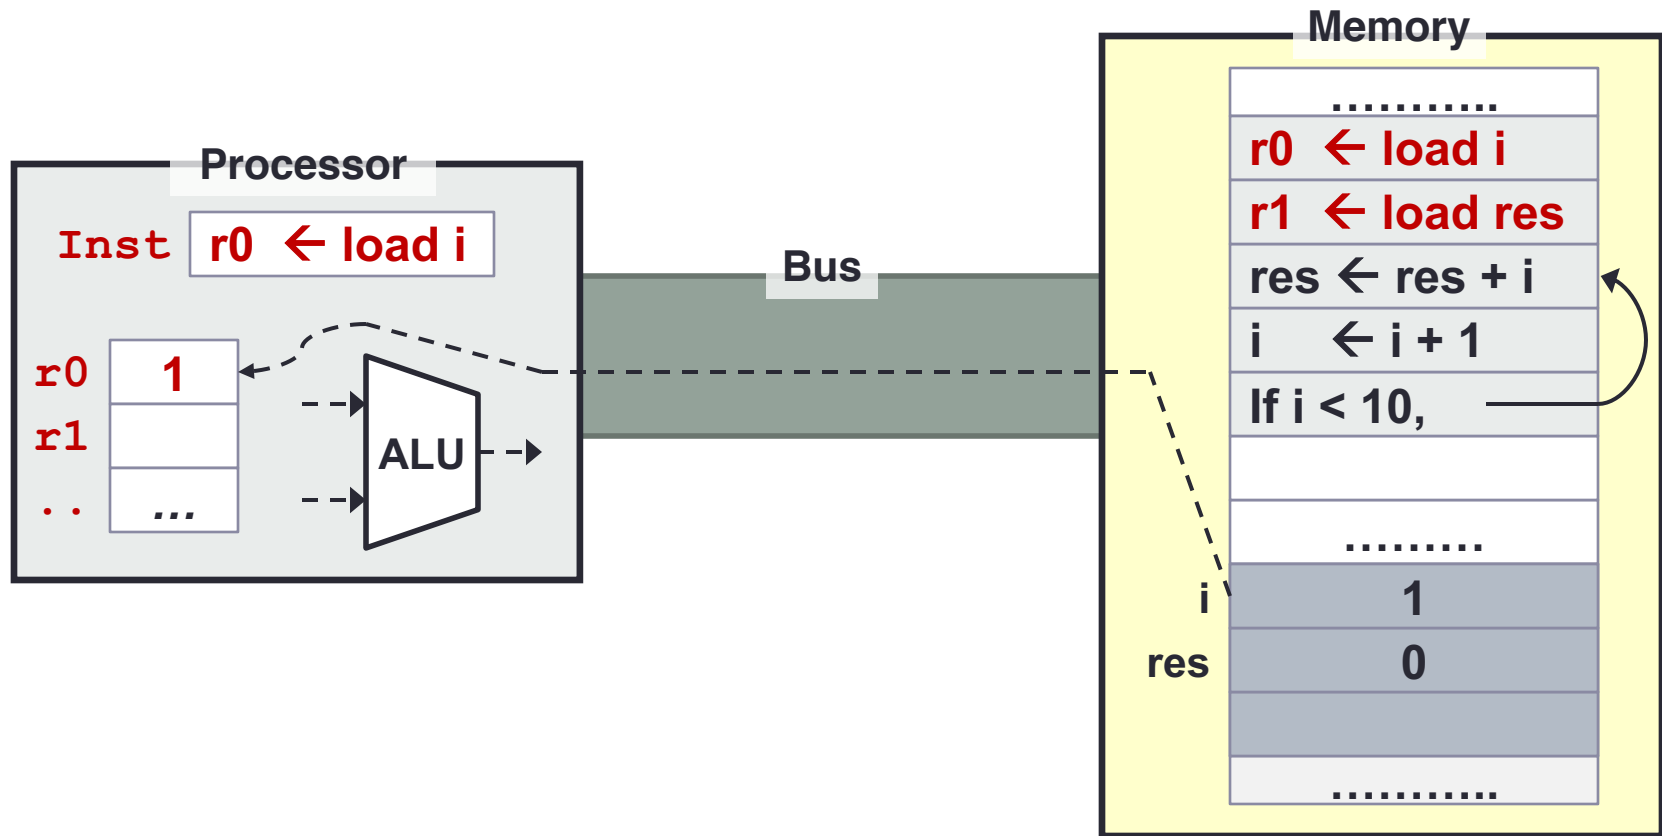 Memory
...........
r0 ← load i
r1 ← load res
res ← res + i
i ← i + 1
If i < 10,
.........
i 1
res 0
...........
Processor
Inst r0 ← load i
r0 1
r1
.. ...
ALU
Bus